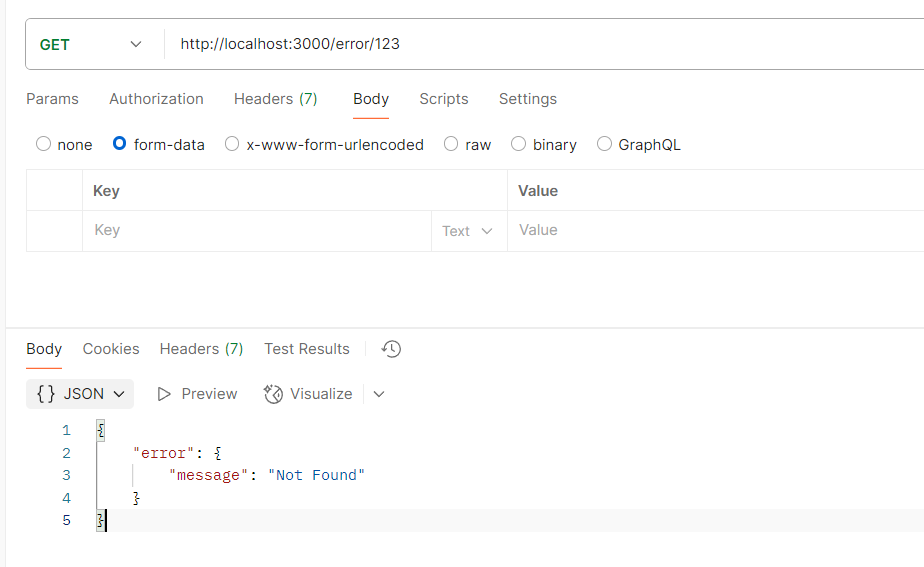 GET http://localhost:3000/error/123
Params Authorization Headers (7) Body Scripts Settings
none form-data x-www-form-urlencoded raw binary GraphQL
Key Value
Key Text Value
Body Cookies Headers (7) Test Results
{} JSON Preview Visualize
1 {
2 "error": {
3 "message": "Not Found"
4 }
5 }